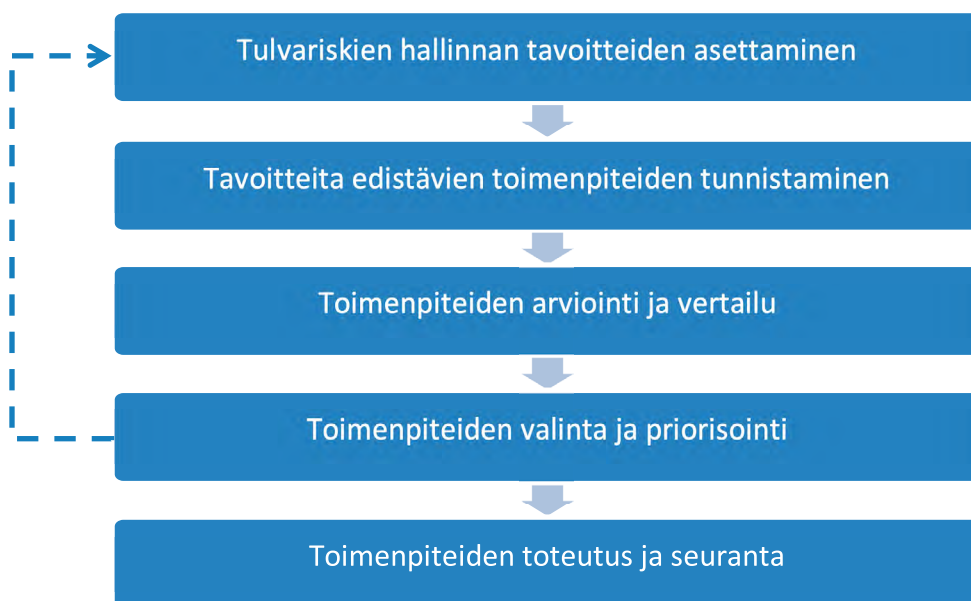 Tulvariskien hallinnan tavoitteiden asettaminen
Tavoitteita edistävien toimenpiteiden tunnistaminen
Toimenpiteiden arviointi ja vertailu
Toimenpiteiden valinta ja priorisointi
Toimenpiteiden toteutus ja seuranta